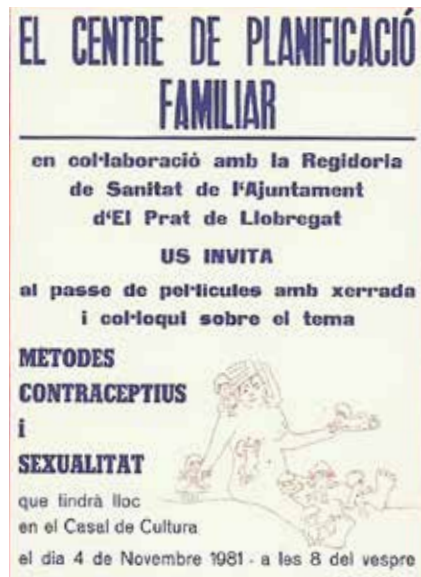 EL CENTRE DE PLANIFICACIÓ
FAMILIAR
en col·laboració amb la Regidoria
de Sanitat de l'Ajuntament
d'El Prat de Llobregat
US INVITA
al passe de pel·lícules amb xerrada
i col·loqui sobre el tema
METODES
CONTRACEPTIUS
i
SEXUALITAT
que tindrà lloc
en el Casal de Cultura
el dia 4 de Novembre 1981 - a les 8 del vespre